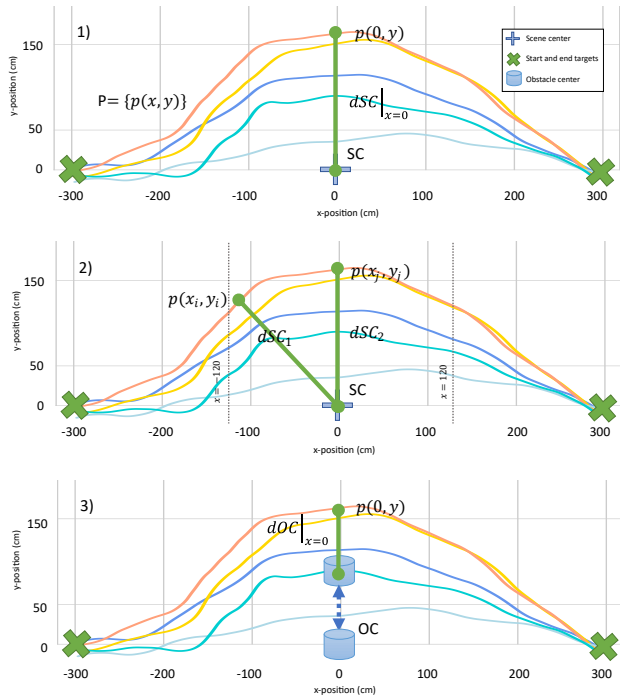 1)
p(0, y)
Scene center
Start and end targets
Obstacle center
P= {p(x, y)}
dSC|x=0
SC
y-position (cm)
150
50
0
-300
-200
-100
0
100
200
300
x-position (cm)
2)
p(xᵢ, yᵢ)
p(xⱼ, yⱼ)
dSC₁
dSC₂
SC
x = −120
x = 120
y-position (cm)
150
50
0
-300
-200
-100
0
100
200
300
x-position (cm)
3)
p(0, y)
dOC|x=0
OC
y-position (cm)
150
50
0
-300
-200
-100
0
100
200
300
x-position (cm)